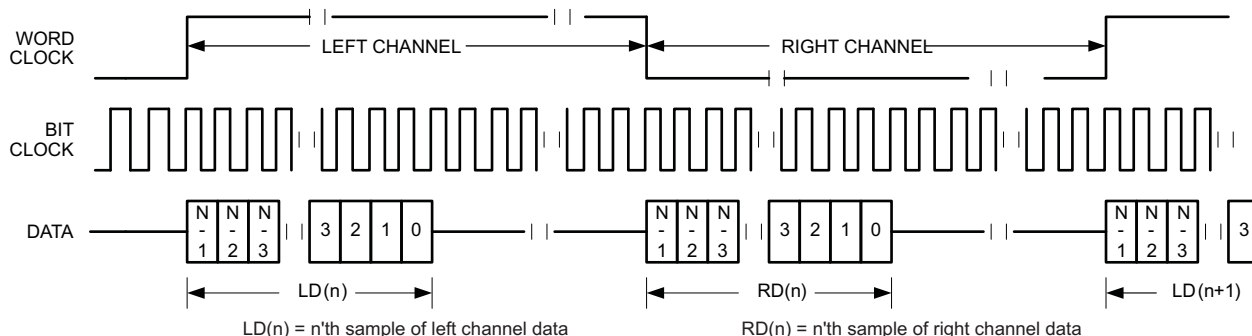 WORD
CLOCK
LEFT CHANNEL
RIGHT CHANNEL
BIT
CLOCK
DATA
N-1 N-2 N-3 3 2 1 0
N-1 N-2 N-3 3 2 1 0
N-1 N-2 N-3 3
LD(n)
RD(n)
LD(n+1)
LD(n) = n'th sample of left channel data
RD(n) = n'th sample of right channel data